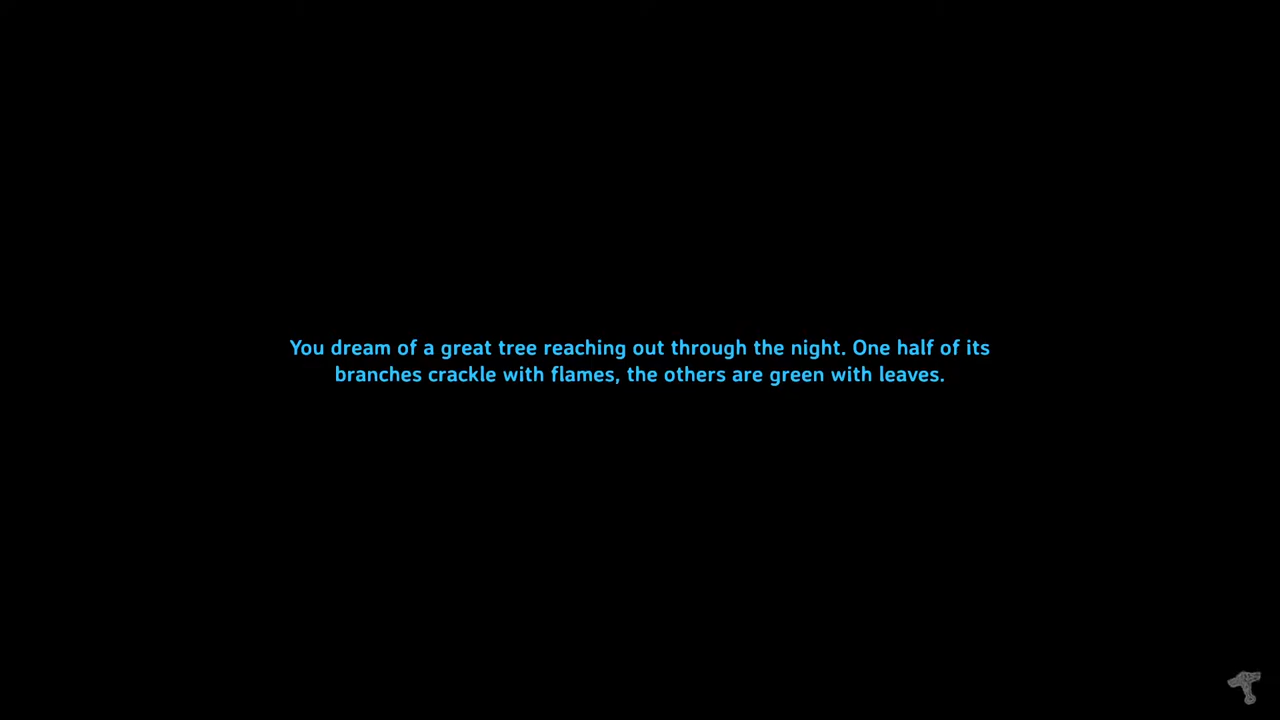 You dream of a great tree reaching out through the night. One half of its
branches crackle with flames, the others are green with leaves.